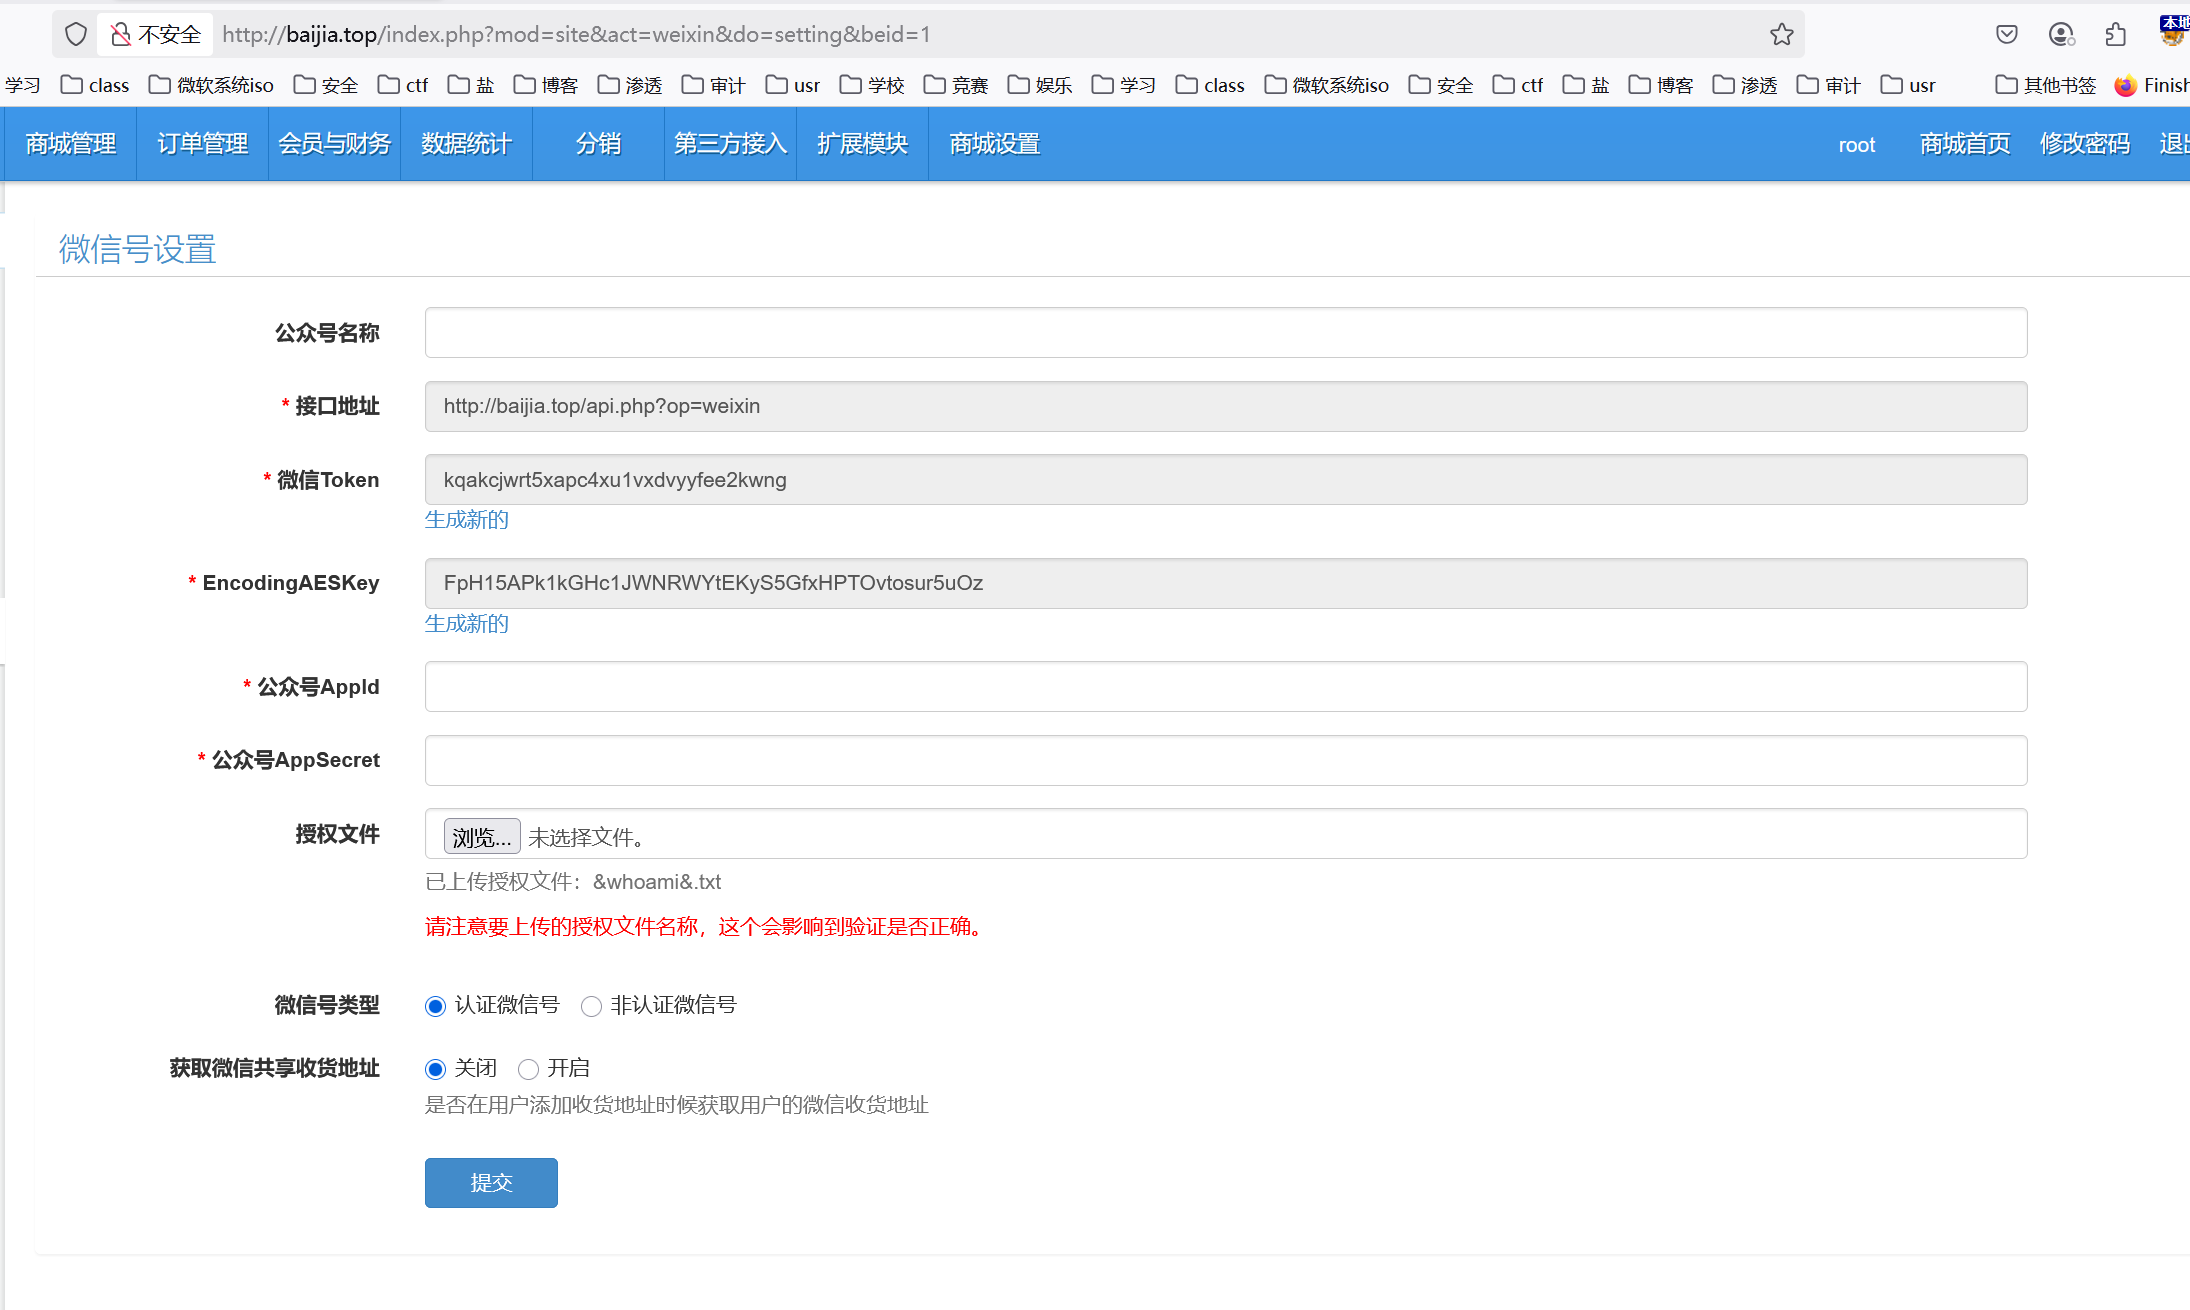 不安全 http://baijia.top/index.php?mod=site&act=weixin&do=setting&beid=1
学习 class 微软系统iso 安全 ctf 盐 博客 渗透 审计 usr 学校 竞赛 娱乐 学习 class 微软系统iso 安全 ctf 盐 博客 渗透 审计 usr 其他书签 Finish
本地
商城管理 订单管理 会员与财务 数据统计 分销 第三方接入 扩展模块 商城设置 root 商城首页 修改密码 退出
微信号设置
公众号名称
* 接口地址 http://baijia.top/api.php?op=weixin
* 微信Token kqakcjwrt5xapc4xu1vxdvyyfee2kwng
生成新的
* EncodingAESKey FpH15APk1kGHc1JWNRWYtEKyS5GfxHPTOvtosur5uOz
生成新的
* 公众号AppId
* 公众号AppSecret
授权文件 浏览... 未选择文件。
已上传授权文件：&whoami&.txt
请注意要上传的授权文件名称，这个会影响到验证是否正确。
微信号类型 认证微信号 非认证微信号
获取微信共享收货地址 关闭 开启
是否在用户添加收货地址时候获取用户的微信收货地址
提交